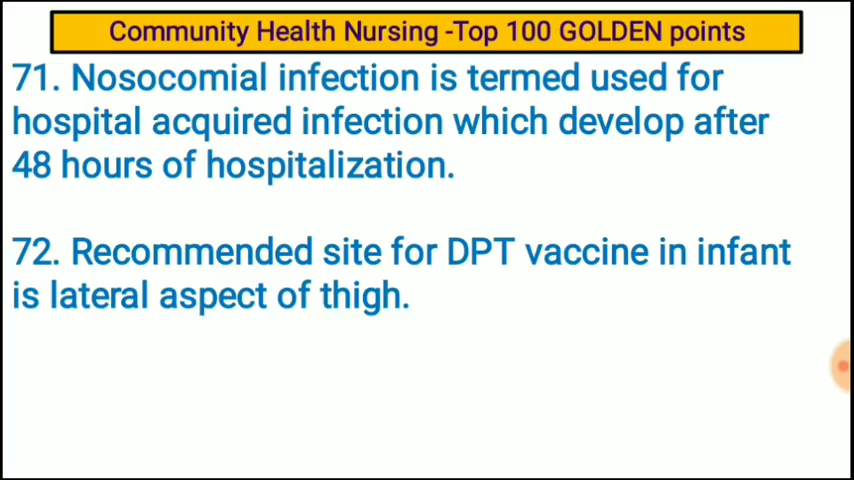 Community Health Nursing -Top 100 GOLDEN points
71. Nosocomial infection is termed used for
hospital acquired infection which develop after
48 hours of hospitalization.
72. Recommended site for DPT vaccine in infant
is lateral aspect of thigh.